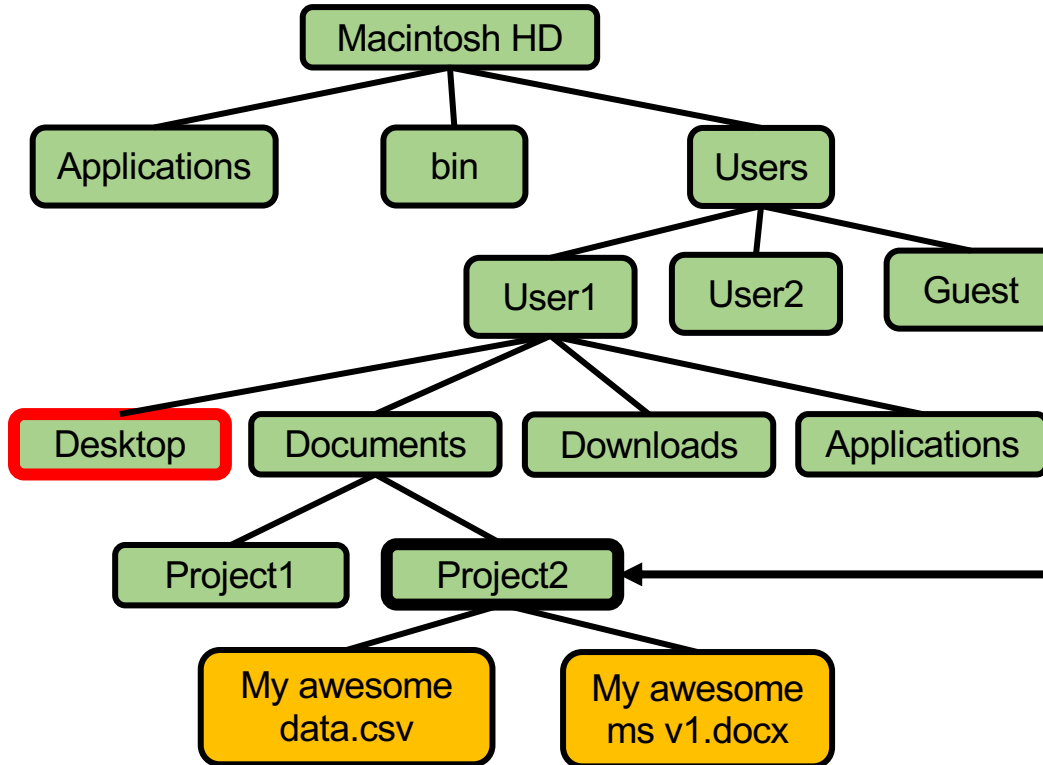 Macintosh HD
Applications
bin
Users
User1
User2
Guest
Desktop
Documents
Downloads
Applications
Project1
Project2
My awesome
data.csv
My awesome
ms v1.docx